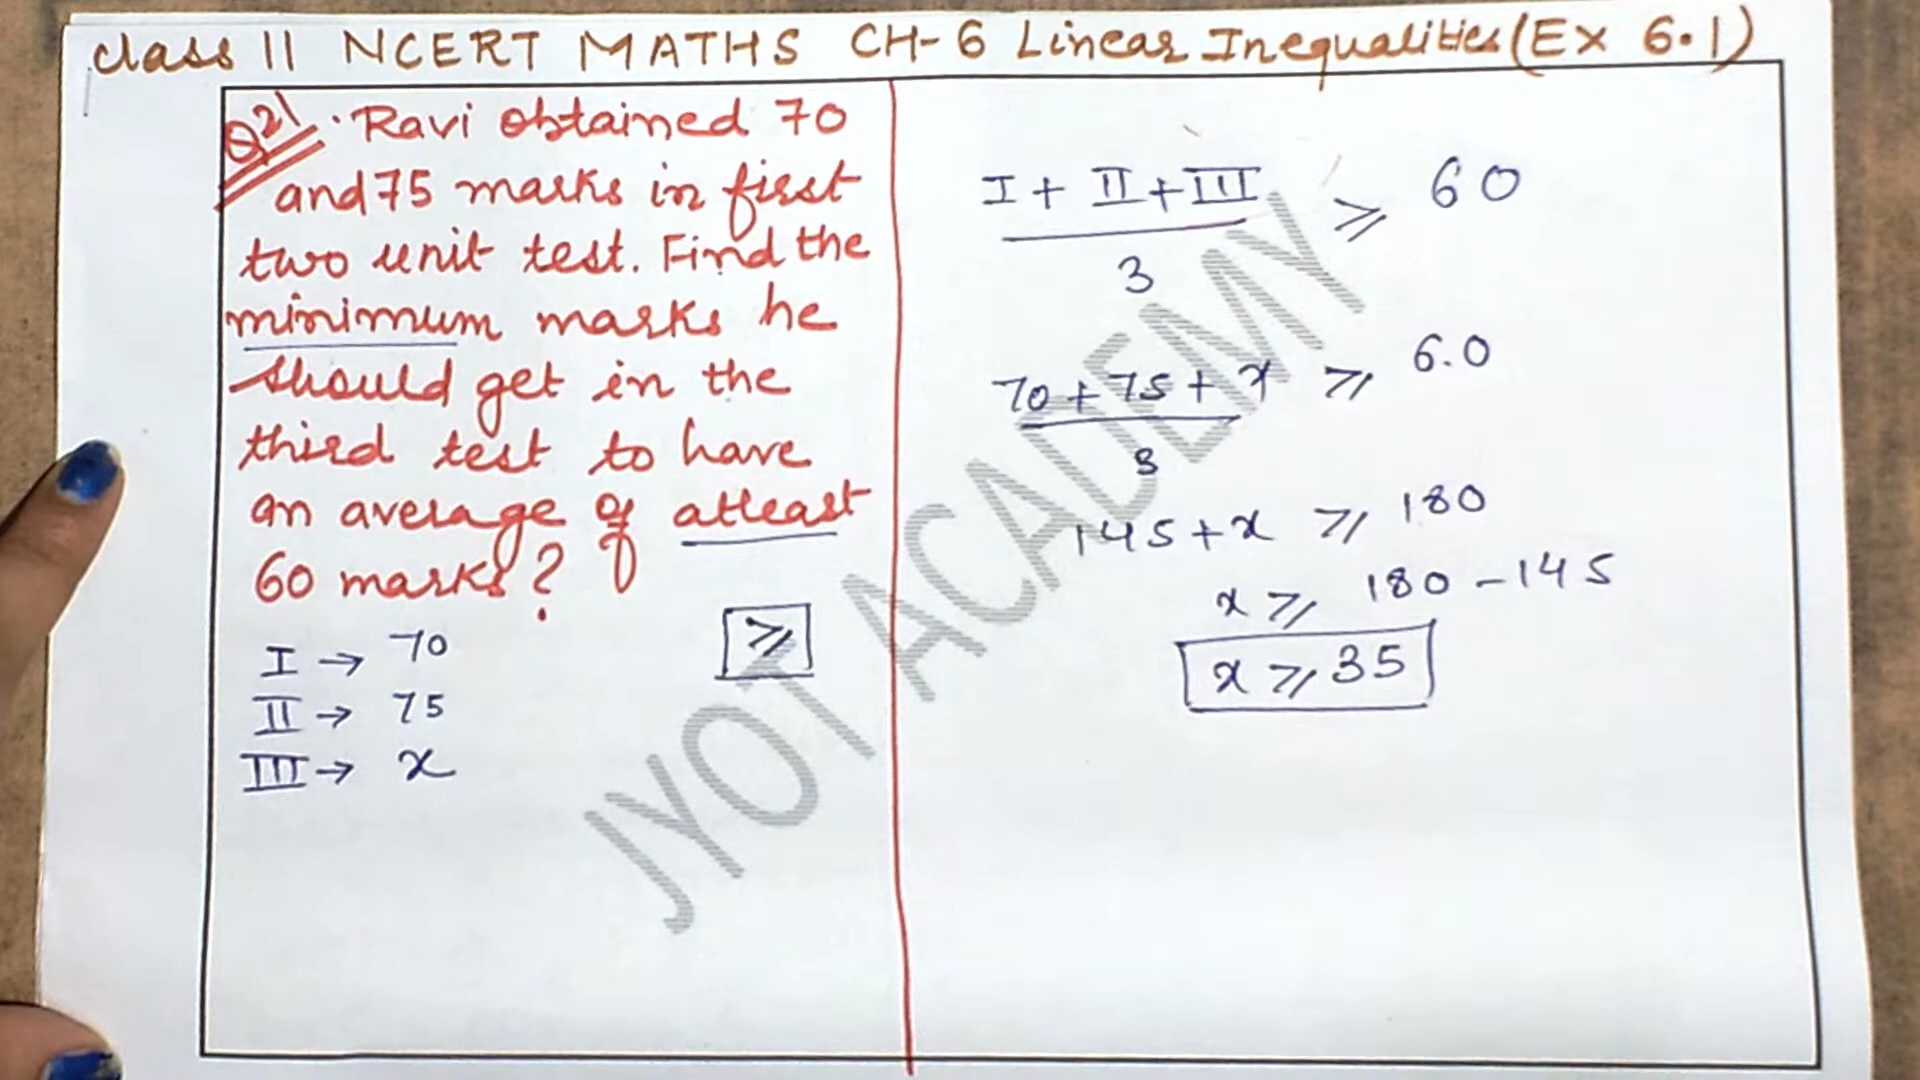 Class 11 NCERT MATHS CH-6 Linear Inequalities (Ex 6.1)
Q21. Ravi obtained 70
and 75 marks in first
two unit test. Find the
minimum marks he
should get in the
third test to have
an average of atleast
60 marks?
≥
I → 70
II → 75
III → x
I + II + III / 3 ≥ 60
70 + 75 + x / 3 ≥ 6.0
145 + x ≥ 180
x ≥ 180 - 145
x ≥ 35
JYOT ACADEMY